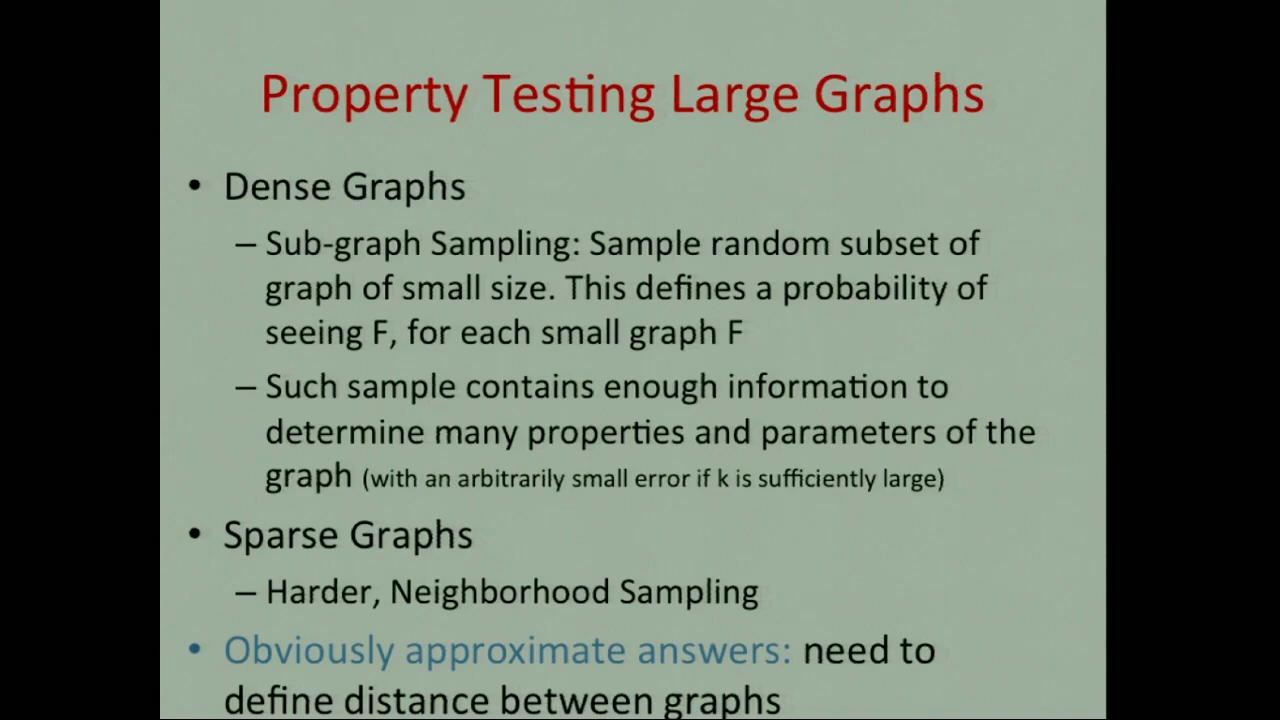 Property Testing Large Graphs
• Dense Graphs
– Sub-graph Sampling: Sample random subset of
graph of small size. This defines a probability of
seeing F, for each small graph F
– Such sample contains enough information to
determine many properties and parameters of the
graph (with an arbitrarily small error if k is sufficiently large)
• Sparse Graphs
– Harder, Neighborhood Sampling
• Obviously approximate answers: need to
define distance between graphs